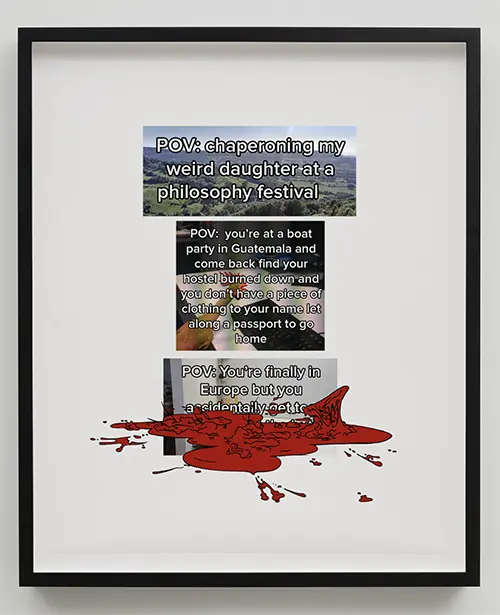 POV: chaperoning my
weird daughter at a
philosophy festival
POV: you're at a boat
party in Guatemala and
come back find your
hostel burned down and
you don't have a piece of
clothing to your name let
along a passport to go
home
POV: You're finally in
Europe but you
accidentally get to